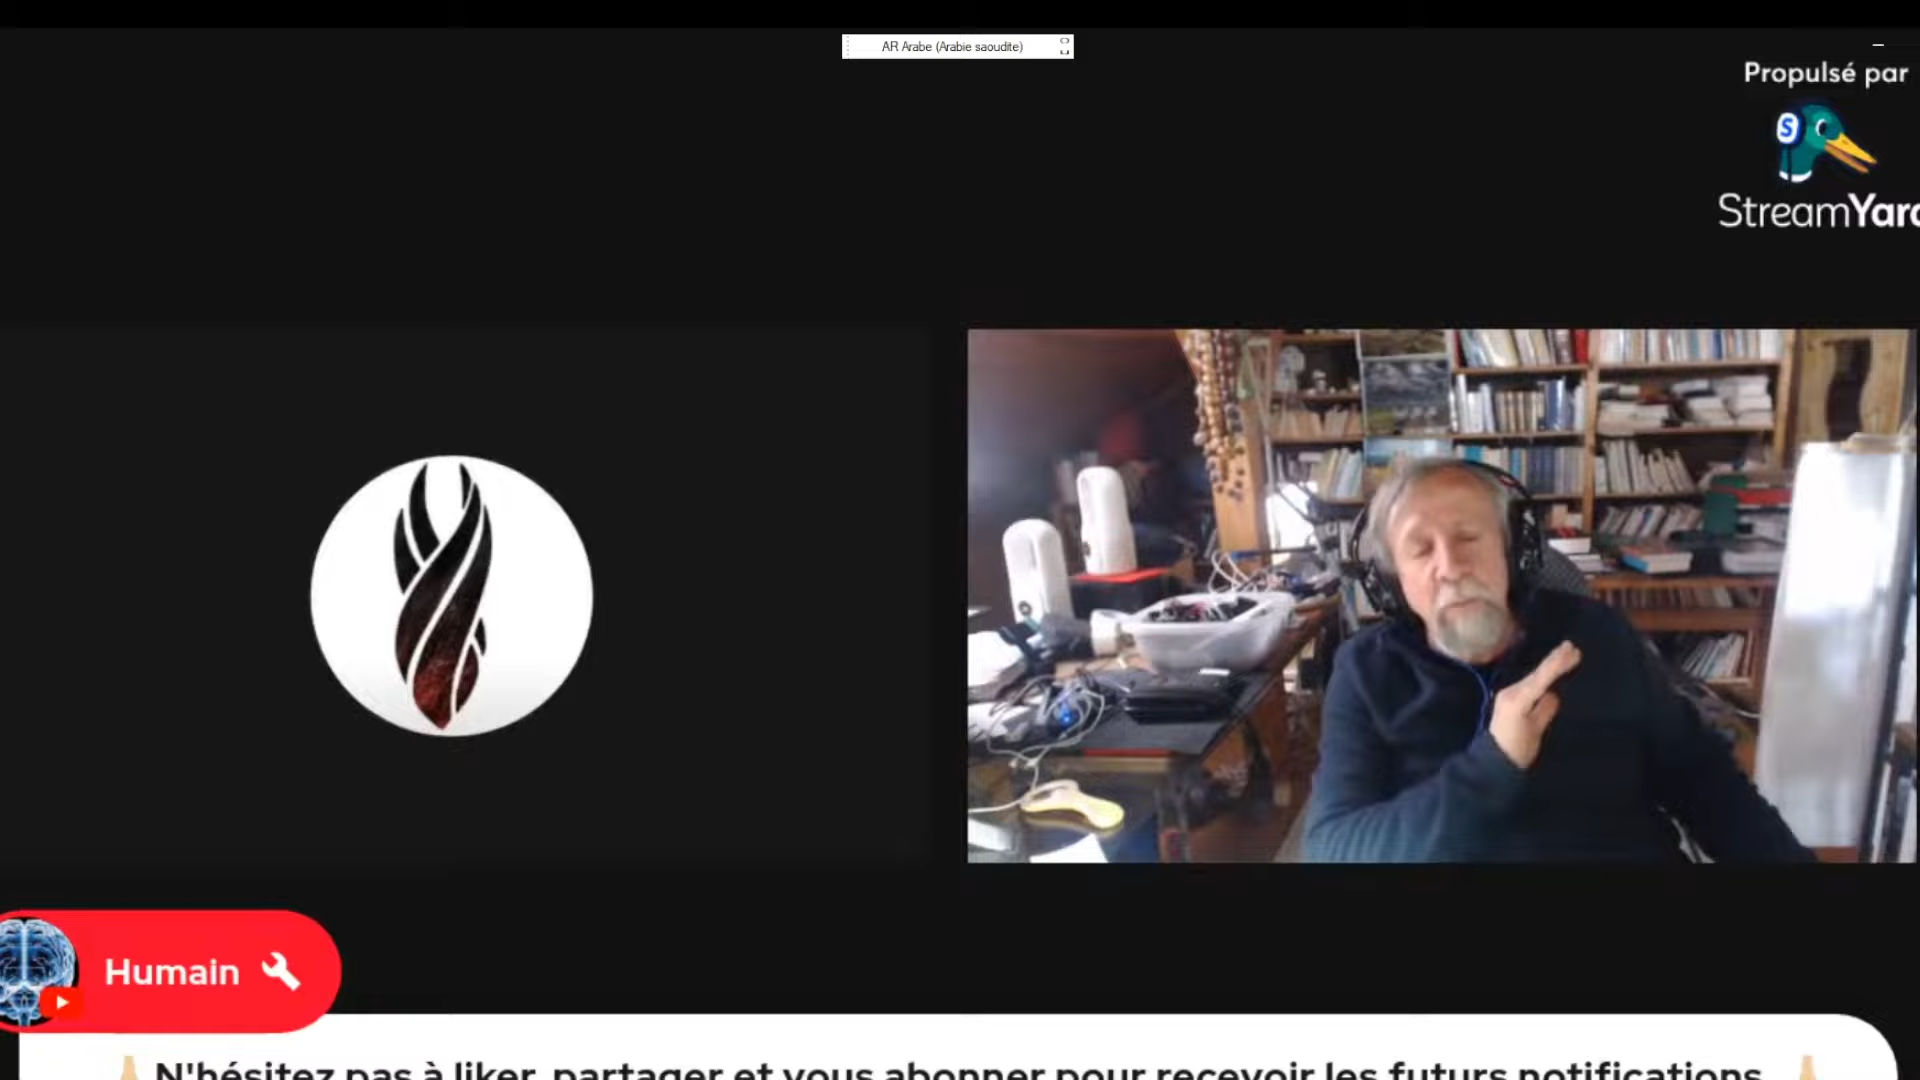 AR Arabe (Arabie saoudite)
Propulsé par
S
StreamYard
Humain
N'hésitez pas à liker, partager et vous abonner pour recevoir les futurs notifications